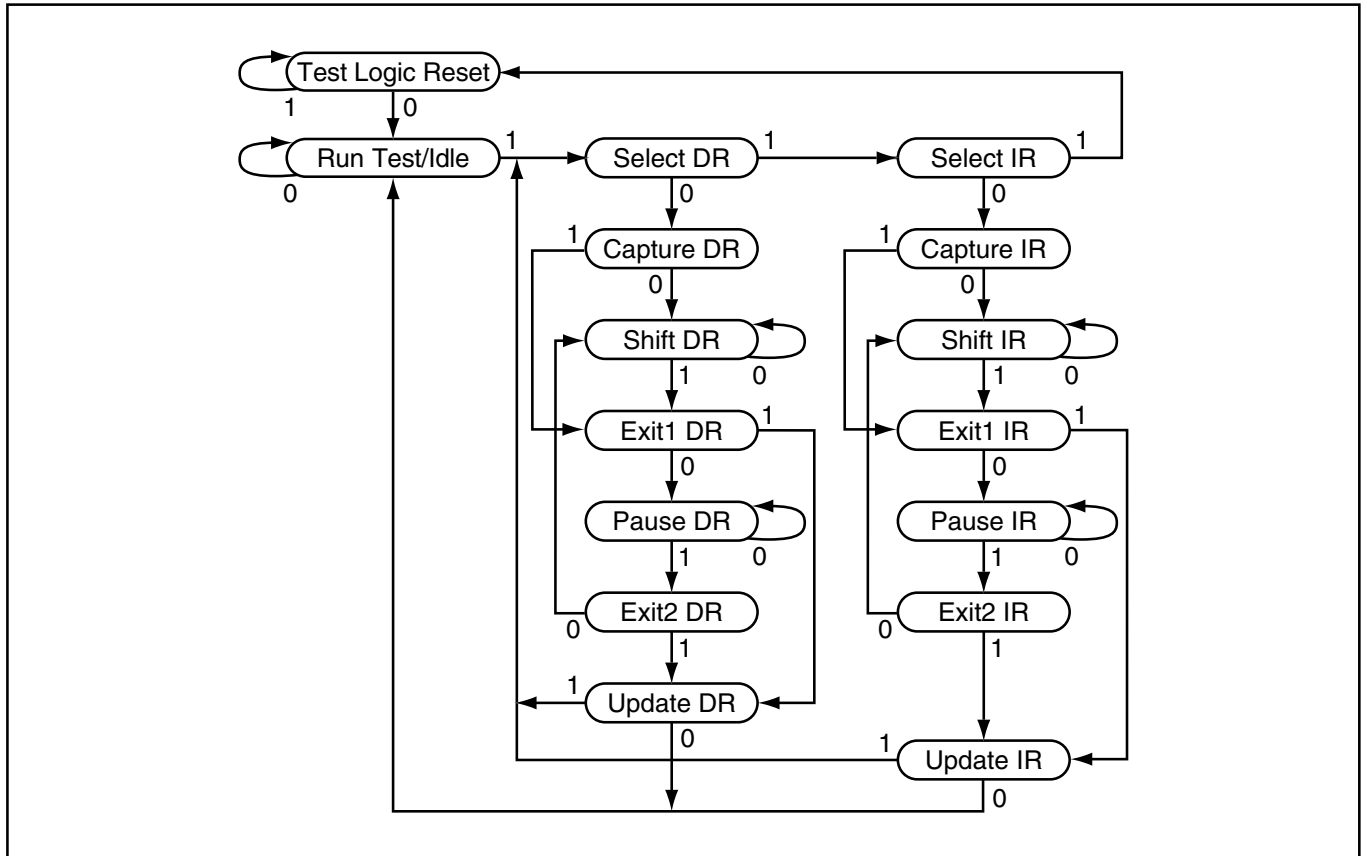 Test Logic Reset
1
0
Run Test/Idle
1
0
Select DR
1
0
Select IR
1
0
Capture DR
1
0
Capture IR
1
0
Shift DR
0
1
Shift IR
0
1
Exit1 DR
1
0
Exit1 IR
1
0
Pause DR
0
1
Pause IR
0
1
Exit2 DR
0
1
Exit2 IR
0
1
Update DR
1
0
Update IR
1
0